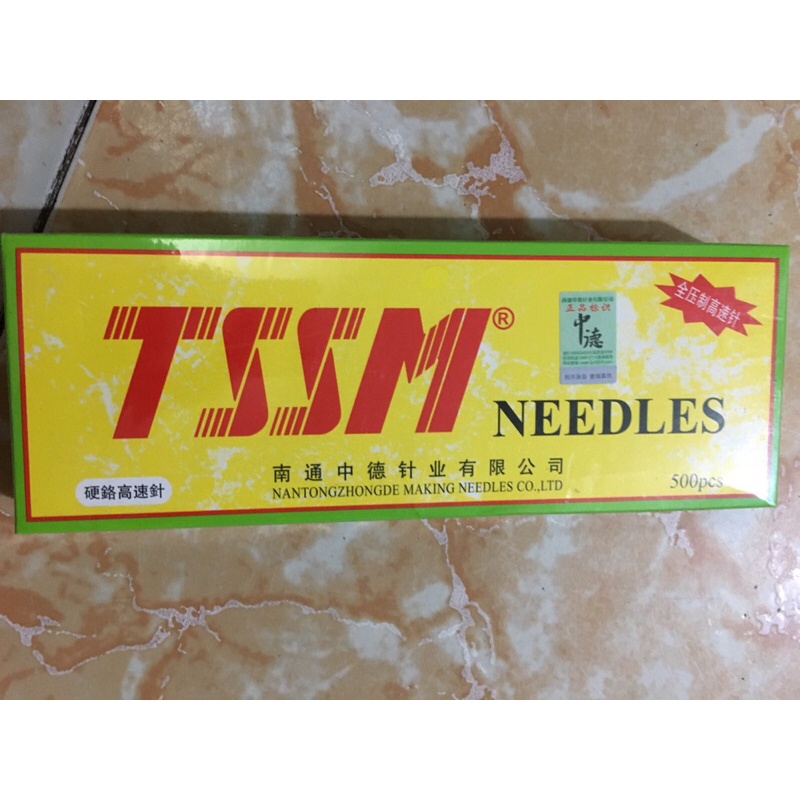 TSSM®
NEEDLES
正品标识
中德
全压制高速针
硬鉻高速針
南通中德针业有限公司
NANTONGZHONGDE MAKING NEEDLES CO.,LTD
500pcs